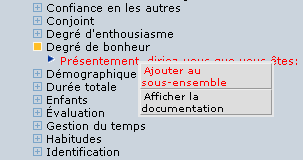 Confiance en les autres
Conjoint
Degré d'enthousiasme
Degré de bonheur
Présentement, diriez-vous que vous êtes:
Démographique
Durée totale
Enfants
Évaluation
Gestion du temps
Habitudes
Identification
Ajouter au
sous-ensemble
Afficher la
documentation